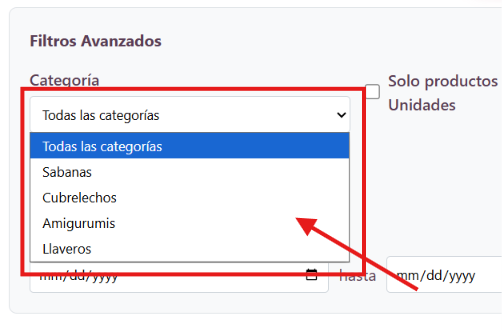 Filtros Avanzados
Categoría
Solo productos
Unidades
Todas las categorías
Todas las categorías
Sabanas
Cubrelechos
Amigurumis
Llaveros
mm/dd/yyyy hasta mm/dd/yyyy